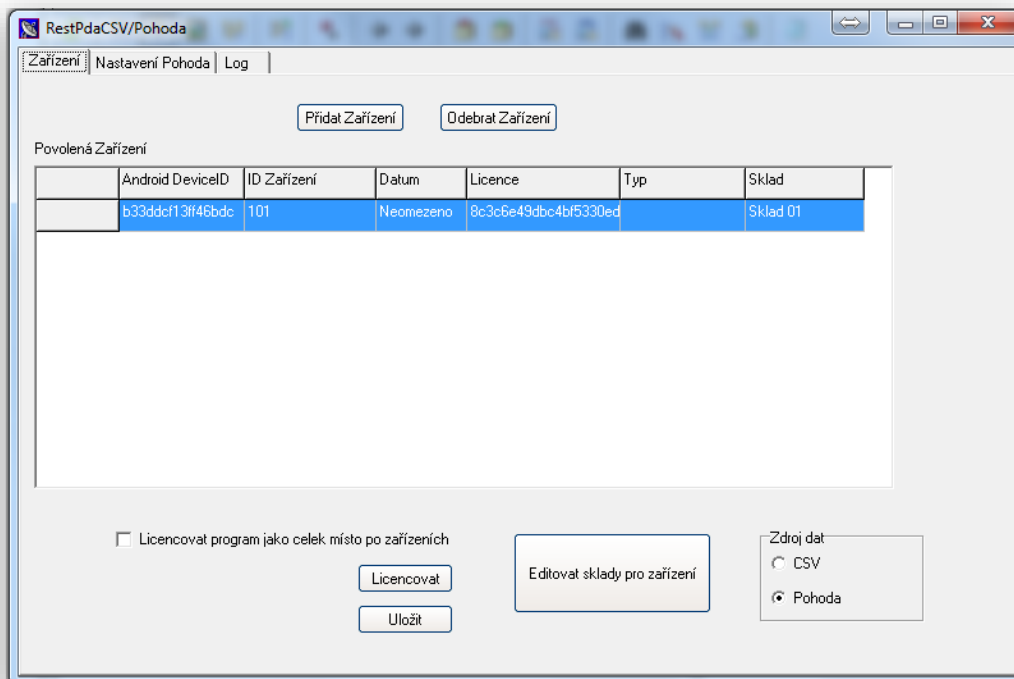 RestPdaCSV/Pohoda
Zařízení Nastavení Pohoda Log
Přidat Zařízení Odebrat Zařízení
Povolená Zařízení
Android DeviceID ID Zařízení Datum Licence Typ Sklad
b33ddcf13ff46bdc 101 Neomezeno 8c3c6e49dbc4bf5330ed Sklad 01
Licencovat program jako celek místo po zařízeních
Licencovat
Uložit
Editovat sklady pro zařízení
Zdroj dat
CSV
Pohoda